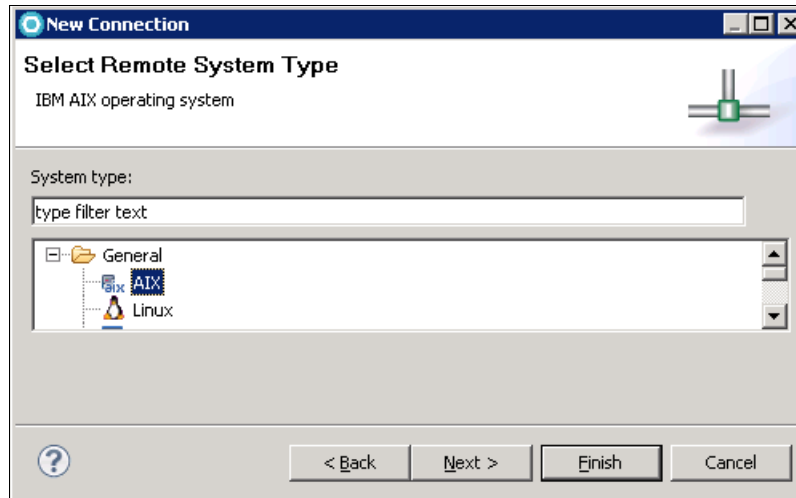 New Connection
Select Remote System Type
IBM AIX operating system
System type:
type filter text
General
aix AIX
Linux
? < Back Next > Finish Cancel